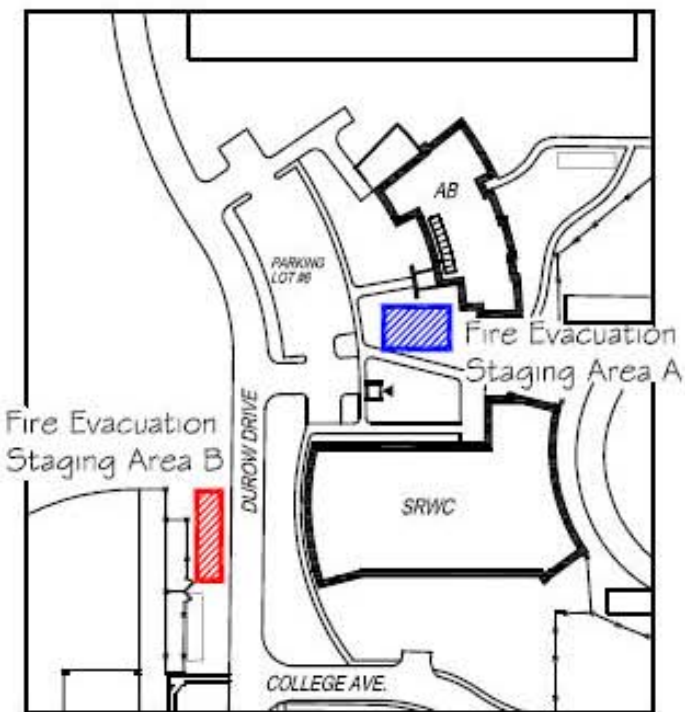 AB
PARKING
LOT #6
Fire Evacuation
Staging Area A
Fire Evacuation
Staging Area B
DUROW DRIVE
SRWC
COLLEGE AVE.